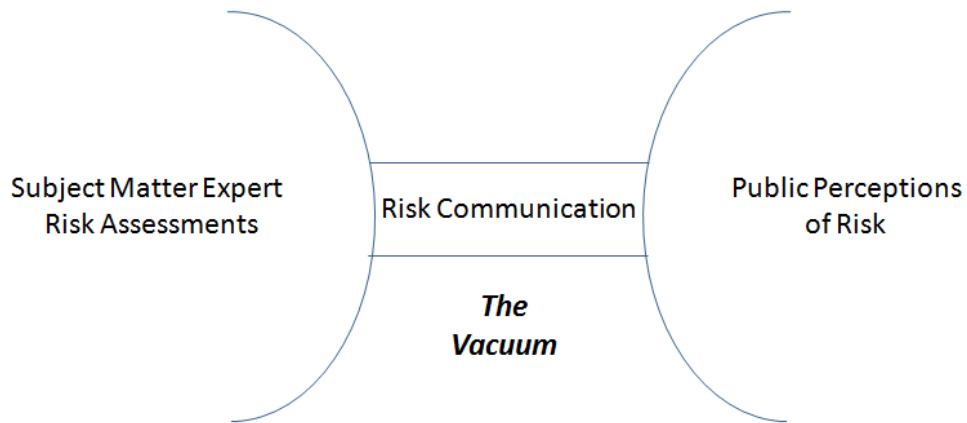 Subject Matter Expert
Risk Assessments
Risk Communication
Public Perceptions
of Risk
The
Vacuum